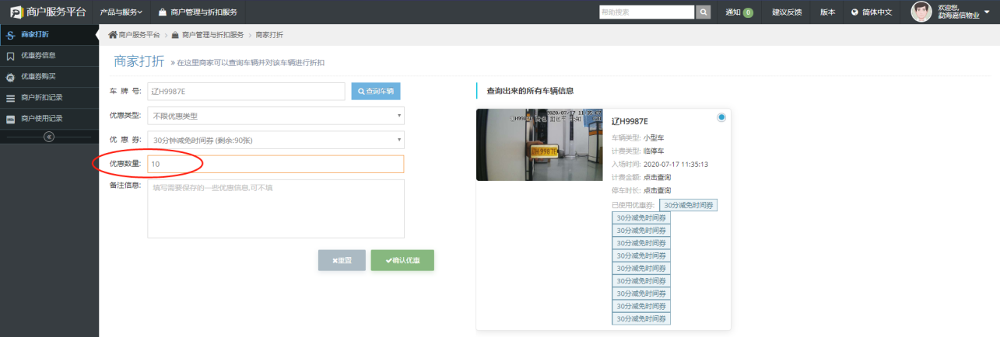 商户服务平台
产品与服务
商户管理与折扣服务
帮助搜索
通知 0
建议反馈
版本
简体中文
欢迎您,
勐海嘉信物业
商家打折
优惠券信息
优惠券购买
商户折扣记录
商户使用记录
商户服务平台 > 商户管理与折扣服务 > 商家打折
商家打折 » 在这里商家可以查询车辆并对该车辆进行折扣
车牌号: 辽H9987E 查询车辆
优惠类型: 不限优惠类型
优惠券: 30分钟减免时间券 (剩余:90张)
优惠数量: 10
备注信息: 填写需要保存的一些优惠信息,可不填
重置
确认优惠
查询出来的所有车辆信息
辽H9987E
辽H9987E
车辆类型: 小型车
计费类型: 临停车
入场时间: 2020-07-17 11:35:13
计费金额: 点击查询
停车时长: 点击查询
已使用优惠券: 30分减免时间券
30分减免时间券
30分减免时间券
30分减免时间券
30分减免时间券
30分减免时间券
30分减免时间券
30分减免时间券
30分减免时间券
30分减免时间券